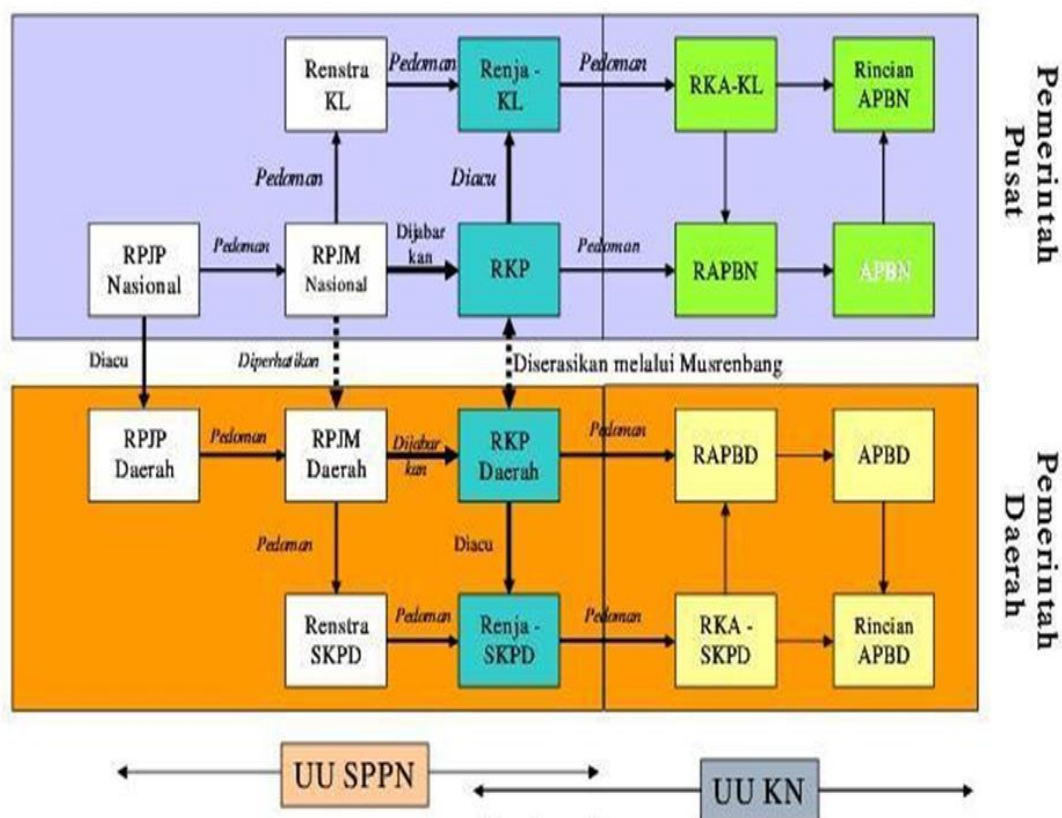 Renstra
KL
Pedoman
Renja -
KL
Pedoman
RKA-KL
Rincian
APBN
Pedoman
Diacu
RPJP
Nasional
Pedoman
RPJM
Nasional
Dijabar
kan
RKP
Pedoman
RAPBN
APBN
Pemerintah
Pusat
Diacu
Diperhatikan
Diserasikan melalui Musrenbang
RPJP
Daerah
Pedoman
RPJM
Daerah
Dijabar
kan
RKP
Daerah
Pedoman
RAPBD
APBD
Pedoman
Diacu
Renstra
SKPD
Pedoman
Renja -
SKPD
Pedoman
RKA -
SKPD
Rincian
APBD
Pemerintah
Daerah
UU SPPN
UU KN